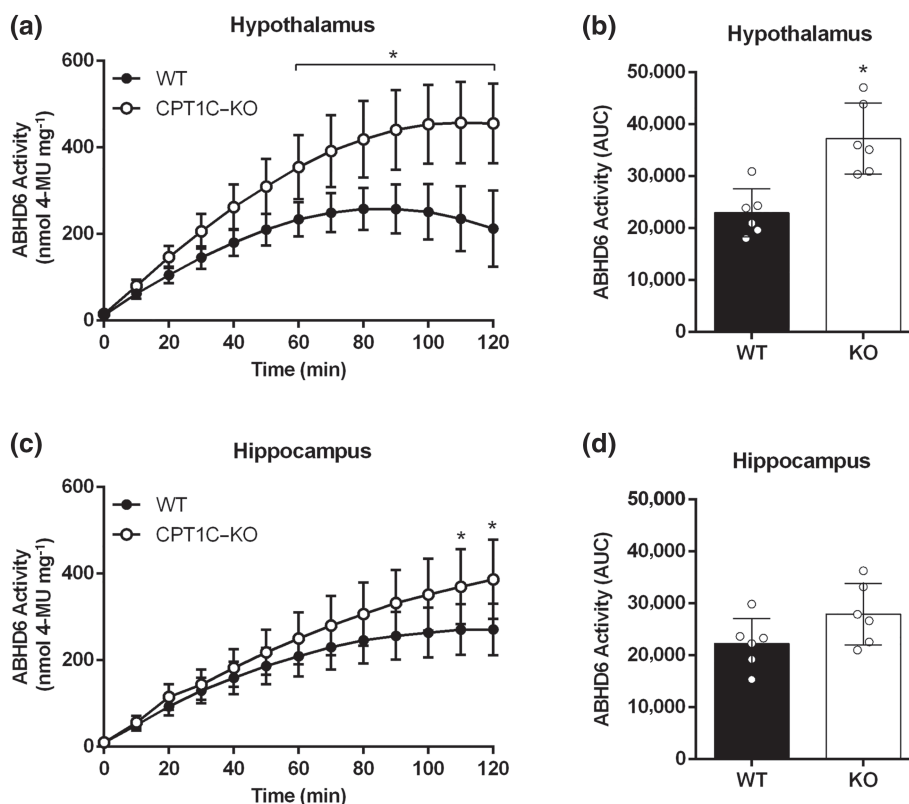 (a)
Hypothalamus
ABHD6 Activity
(nmol 4-MU mg⁻¹)
600
400
200
0
WT
CPT1C–KO
*
0 20 40 60 80 100 120
Time (min)
(b)
Hypothalamus
ABHD6 Activity (AUC)
50,000
40,000
30,000
20,000
10,000
0
*
WT KO
(c)
Hippocampus
ABHD6 Activity
(nmol 4-MU mg⁻¹)
600
400
200
0
WT
CPT1C–KO
* *
0 20 40 60 80 100 120
Time (min)
(d)
Hippocampus
ABHD6 Activity (AUC)
50,000
40,000
30,000
20,000
10,000
0
WT KO